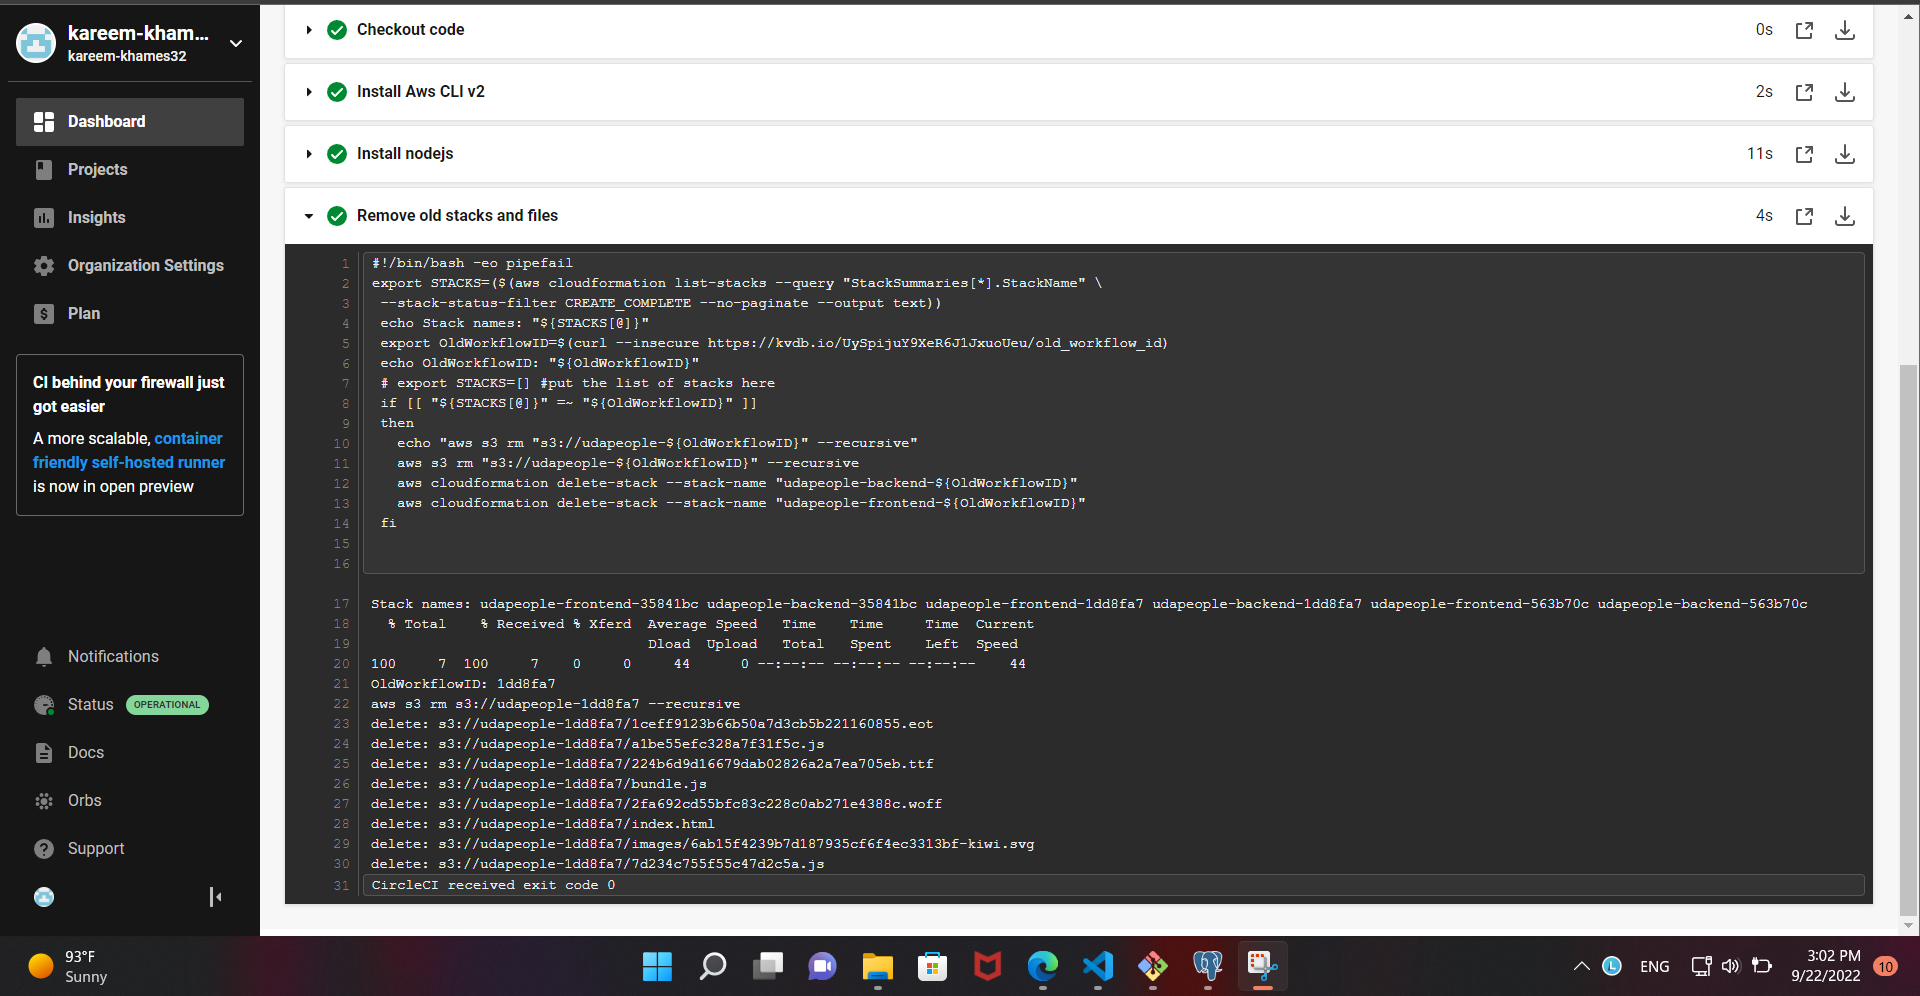 kareem-kham...
kareem-khames32
Dashboard
Projects
Insights
Organization Settings
Plan
CI behind your firewall just
got easier
A more scalable, container
friendly self-hosted runner
is now in open preview
Notifications
Status OPERATIONAL
Docs
Orbs
Support
Checkout code 0s
Install Aws CLI v2 2s
Install nodejs 11s
Remove old stacks and files 4s
1 #!/bin/bash -eo pipefail
2 export STACKS=($(aws cloudformation list-stacks --query "StackSummaries[*].StackName" \
3 --stack-status-filter CREATE_COMPLETE --no-paginate --output text))
4 echo Stack names: "${STACKS[@]}"
5 export OldWorkflowID=$(curl --insecure https://kvdb.io/UySpijuY9XeR6J1JxuoUeu/old_workflow_id)
6 echo OldWorkflowID: "${OldWorkflowID}"
7 # export STACKS=[] #put the list of stacks here
8 if [[ "${STACKS[@]}" =~ "${OldWorkflowID}" ]]
9 then
10 echo "aws s3 rm "s3://udapeople-${OldWorkflowID}" --recursive"
11 aws s3 rm "s3://udapeople-${OldWorkflowID}" --recursive
12 aws cloudformation delete-stack --stack-name "udapeople-backend-${OldWorkflowID}"
13 aws cloudformation delete-stack --stack-name "udapeople-frontend-${OldWorkflowID}"
14 fi
15
16
17 Stack names: udapeople-frontend-35841bc udapeople-backend-35841bc udapeople-frontend-1dd8fa7 udapeople-backend-1dd8fa7 udapeople-frontend-563b70c udapeople-backend-563b70c
18 % Total % Received % Xferd Average Speed Time Time Time Current
19 Dload Upload Total Spent Left Speed
20 100 7 100 7 0 0 44 0 --:--:-- --:--:-- --:--:-- 44
21 OldWorkflowID: 1dd8fa7
22 aws s3 rm s3://udapeople-1dd8fa7 --recursive
23 delete: s3://udapeople-1dd8fa7/1ceff9123b66b50a7d3cb5b221160855.eot
24 delete: s3://udapeople-1dd8fa7/a1be55efc328a7f31f5c.js
25 delete: s3://udapeople-1dd8fa7/224b6d9d16679dab02826a2a7ea705eb.ttf
26 delete: s3://udapeople-1dd8fa7/bundle.js
27 delete: s3://udapeople-1dd8fa7/2fa692cd55bfc83c228c0ab271e4388c.woff
28 delete: s3://udapeople-1dd8fa7/index.html
29 delete: s3://udapeople-1dd8fa7/images/6ab15f4239b7d187935cf6f4ec3313bf-kiwi.svg
30 delete: s3://udapeople-1dd8fa7/7d234c755f55c47d2c5a.js
31 CircleCI received exit code 0
93°F
Sunny
ENG
3:02 PM
9/22/2022
10